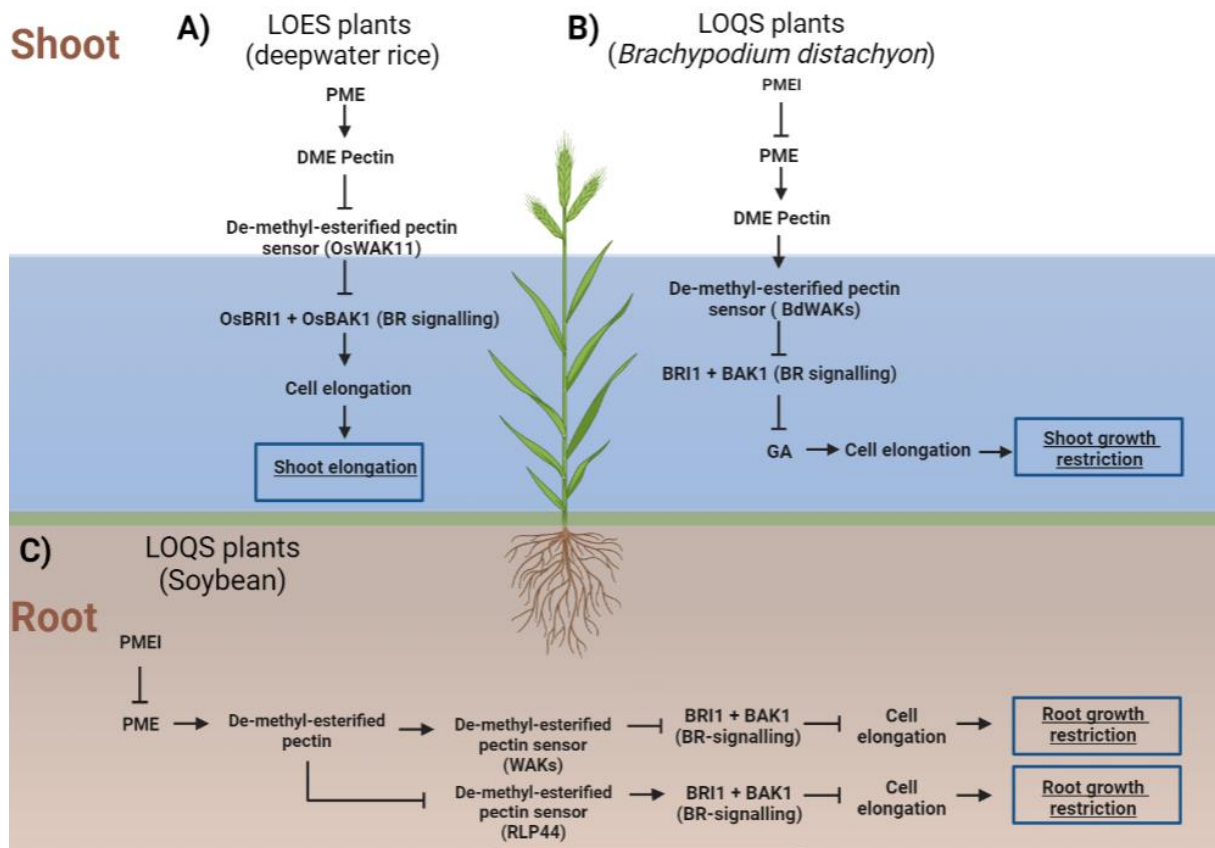 Shoot
A)
LOES plants
(deepwater rice)
PME
DME Pectin
De-methyl-esterified pectin
sensor (OsWAK11)
OsBRI1 + OsBAK1 (BR signalling)
Cell elongation
Shoot elongation
B)
LOQS plants
(Brachypodium distachyon)
PMEI
PME
DME Pectin
De-methyl-esterified pectin
sensor ( BdWAKs)
BRI1 + BAK1 (BR signalling)
GA
Cell elongation
Shoot growth
restriction
C)
LOQS plants
(Soybean)
Root
PMEI
PME
De-methyl-esterified
pectin
De-methyl-esterified
pectin sensor
(WAKs)
BRI1 + BAK1
(BR-signalling)
Cell
elongation
Root growth
restriction
De-methyl-esterified
pectin sensor
(RLP44)
BRI1 + BAK1
(BR-signalling)
Cell
elongation
Root growth
restriction